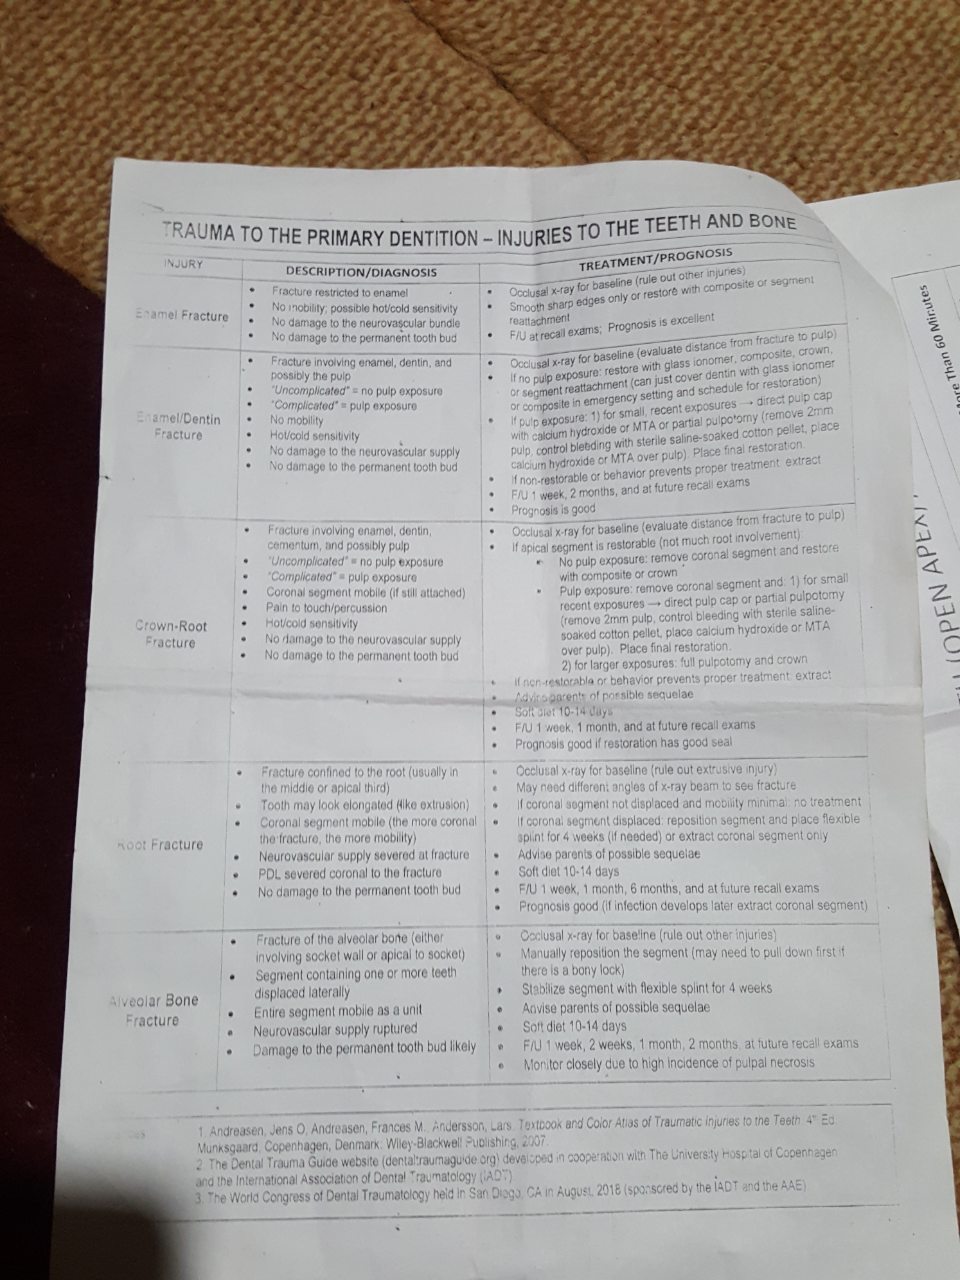 TRAUMA TO THE PRIMARY DENTITION – INJURIES TO THE TEETH AND BONE
INJURY
DESCRIPTION/DIAGNOSIS
TREATMENT/PROGNOSIS
Enamel Fracture
• Fracture restricted to enamel
• No mobility; possible hot/cold sensitivity
• No damage to the neurovascular bundle
• No damage to the permanent tooth bud
• Occlusal x-ray for baseline (rule out other injuries)
• Smooth sharp edges only or restore with composite or segment
reattachment
• F/U at recall exams; Prognosis is excellent
Enamel/Dentin
Fracture
• Fracture involving enamel, dentin, and
possibly the pulp
• "Uncomplicated" = no pulp exposure
• "Complicated" = pulp exposure
• No mobility
• Hot/cold sensitivity
• No damage to the neurovascular supply
• No damage to the permanent tooth bud
• Occlusal x-ray for baseline (evaluate distance from fracture to pulp)
• If no pulp exposure: restore with glass ionomer, composite, crown,
or segment reattachment (can just cover dentin with glass ionomer
or composite in emergency setting and schedule for restoration)
• If pulp exposure: 1) for small, recent exposures → direct pulp cap
with calcium hydroxide or MTA or partial pulpotomy (remove 2mm
pulp, control bleeding with sterile saline-soaked cotton pellet, place
calcium hydroxide or MTA over pulp). Place final restoration.
• If non-restorable or behavior prevents proper treatment: extract
• F/U 1 week, 2 months, and at future recall exams
• Prognosis is good
Crown-Root
Fracture
• Fracture involving enamel, dentin,
cementum, and possibly pulp
• "Uncomplicated" = no pulp exposure
• "Complicated" = pulp exposure
• Coronal segment mobile (if still attached)
• Pain to touch/percussion
• Hot/cold sensitivity
• No damage to the neurovascular supply
• No damage to the permanent tooth bud
• Occlusal x-ray for baseline (evaluate distance from fracture to pulp)
• If apical segment is restorable (not much root involvement):
• No pulp exposure: remove coronal segment and restore
with composite or crown
• Pulp exposure: remove coronal segment and: 1) for small
recent exposures → direct pulp cap or partial pulpotomy
(remove 2mm pulp, control bleeding with sterile saline-
soaked cotton pellet, place calcium hydroxide or MTA
over pulp). Place final restoration.
2) for larger exposures: full pulpotomy and crown
• If non-restorable or behavior prevents proper treatment: extract
• Advise parents of possible sequelae
• Soft diet 10-14 days
• F/U 1 week, 1 month, and at future recall exams
• Prognosis good if restoration has good seal
Root Fracture
• Fracture confined to the root (usually in
the middle or apical third)
• Tooth may look elongated (like extrusion)
• Coronal segment mobile (the more coronal
the fracture, the more mobility)
• Neurovascular supply severed at fracture
• PDL severed coronal to the fracture
• No damage to the permanent tooth bud
• Occlusal x-ray for baseline (rule out extrusive injury)
• May need different angles of x-ray beam to see fracture
• If coronal segment not displaced and mobility minimal: no treatment
• If coronal segment displaced: reposition segment and place flexible
splint for 4 weeks (if needed) or extract coronal segment only
• Advise parents of possible sequelae
• Soft diet 10-14 days
• F/U 1 week, 1 month, 6 months, and at future recall exams
• Prognosis good (if infection develops later extract coronal segment)
Alveolar Bone
Fracture
• Fracture of the alveolar bone (either
involving socket wall or apical to socket)
• Segment containing one or more teeth
displaced laterally
• Entire segment mobile as a unit
• Neurovascular supply ruptured
• Damage to the permanent tooth bud likely
• Occlusal x-ray for baseline (rule out other injuries)
• Manually reposition the segment (may need to pull down first if
there is a bony lock)
• Stabilize segment with flexible splint for 4 weeks
• Advise parents of possible sequelae
• Soft diet 10-14 days
• F/U 1 week, 2 weeks, 1 month, 2 months, at future recall exams
• Monitor closely due to high incidence of pulpal necrosis
1. Andreasen, Jens O, Andreasen, Frances M., Andersson, Lars. Textbook and Color Atlas of Traumatic Injuries to the Teeth. 4th Ed.
Munksgaard, Copenhagen, Denmark: Wiley-Blackwell Publishing, 2007.
2. The Dental Trauma Guide website (dentaltraumaguide.org) developed in cooperation with The University Hospital of Copenhagen
and the International Association of Dental Traumatology (IADT).
3. The World Congress of Dental Traumatology held in San Diego, CA in August, 2018 (sponsored by the IADT and the AAE)
More Than 60 Minutes
(OPEN APEX)